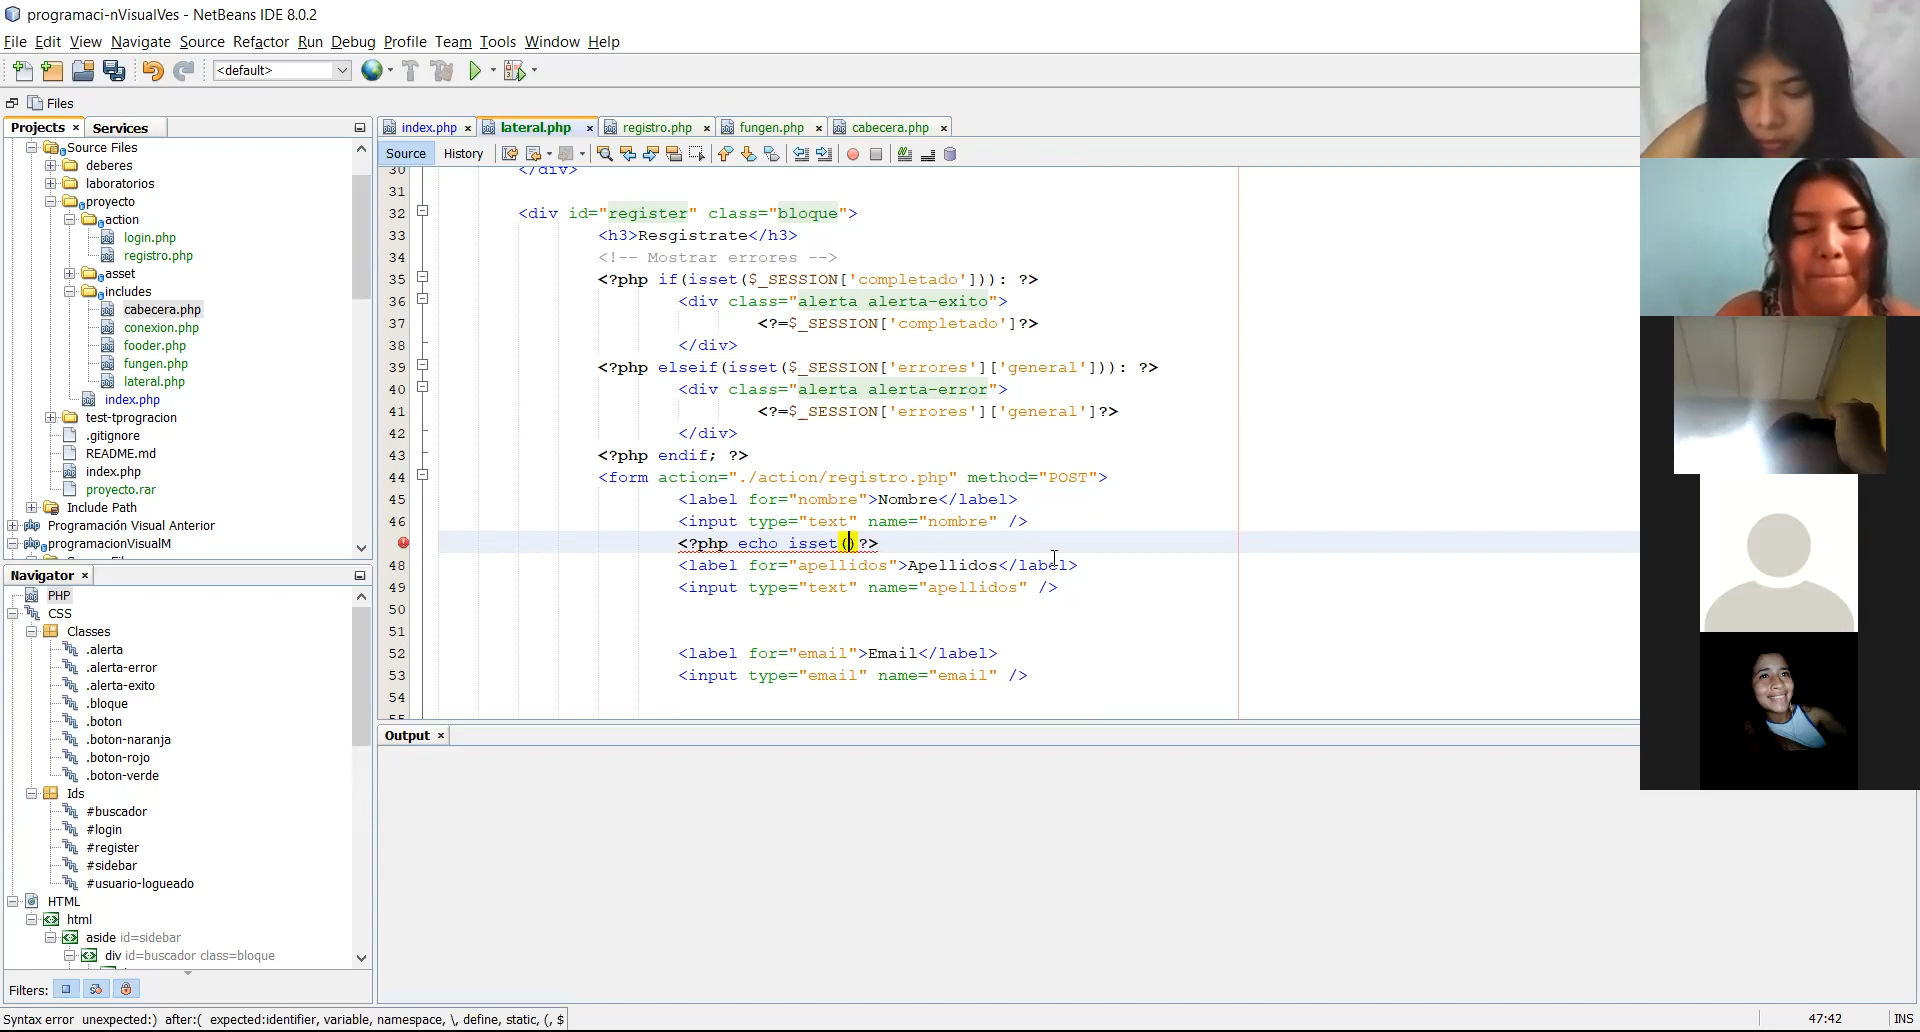 programaci-nVisualVes - NetBeans IDE 8.0.2
File Edit View Navigate Source Refactor Run Debug Profile Team Tools Window Help
<default>
Files
Projects × Services
Source Files
deberes
laboratorios
proyecto
action
login.php
registro.php
asset
includes
cabecera.php
conexion.php
fooder.php
fungen.php
lateral.php
index.php
test-tprogracion
.gitignore
README.md
index.php
proyecto.rar
Include Path
Programación Visual Anterior
programacionVisualM
Navigator ×
PHP
CSS
Classes
.alerta
.alerta-error
.alerta-exito
.bloque
.boton
.boton-naranja
.boton-rojo
.boton-verde
Ids
#buscador
#login
#register
#sidebar
#usuario-logueado
HTML
html
aside id=sidebar
div id=buscador class=bloque
Filters:
index.php × lateral.php × registro.php × fungen.php × cabecera.php ×
Source History
30 </div>
31
32 <div id="register" class="bloque">
33 <h3>Resgistrate</h3>
34 <!-- Mostrar errores -->
35 <?php if(isset($_SESSION['completado'])): ?>
36 <div class="alerta alerta-exito">
37 <?=$_SESSION['completado']?>
38 </div>
39 <?php elseif(isset($_SESSION['errores']['general'])): ?>
40 <div class="alerta alerta-error">
41 <?=$_SESSION['errores']['general']?>
42 </div>
43 <?php endif; ?>
44 <form action="./action/registro.php" method="POST">
45 <label for="nombre">Nombre</label>
46 <input type="text" name="nombre" />
<?php echo isset()?>
48 <label for="apellidos">Apellidos</label>
49 <input type="text" name="apellidos" />
50
51
52 <label for="email">Email</label>
53 <input type="email" name="email" />
54
Output ×
Syntax error unexpected:) after:( expected:identifier, variable, namespace, \, define, static, (, $
47:42 INS